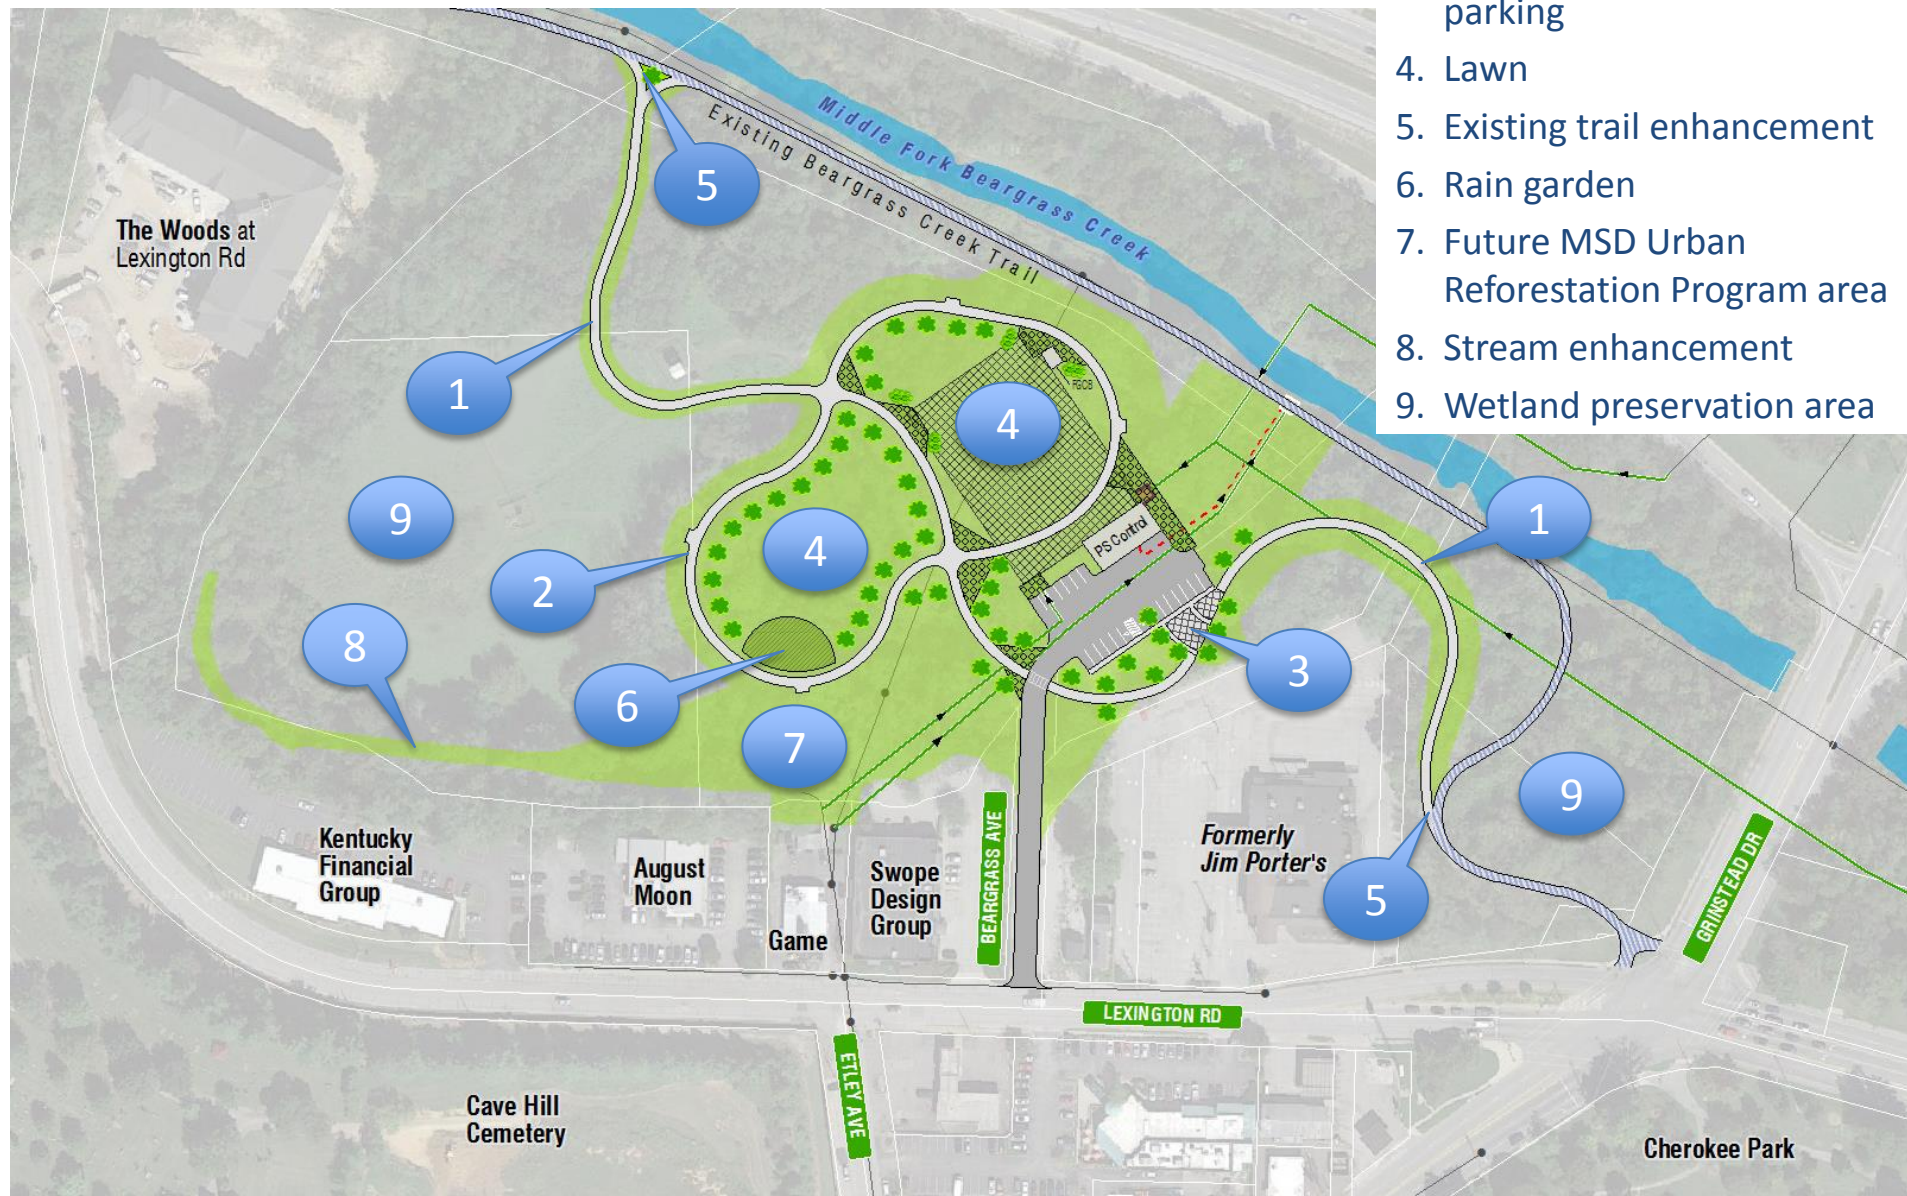 parking
4. Lawn
5. Existing trail enhancement
6. Rain garden
7. Future MSD Urban
Reforestation Program area
8. Stream enhancement
9. Wetland preservation area
Middle Fork Beargrass Creek
Existing Beargrass Creek Trail
5
The Woods at
Lexington Rd
1
4
RGCB
9
4
2
PS Control
1
8
6
7
3
9
5
Kentucky
Financial
Group
August
Moon
Game
Swope
Design
Group
BEARGRASS AVE
Formerly
Jim Porter's
GRINSTEAD DR
LEXINGTON RD
ETLEY AVE
Cave Hill
Cemetery
Cherokee Park